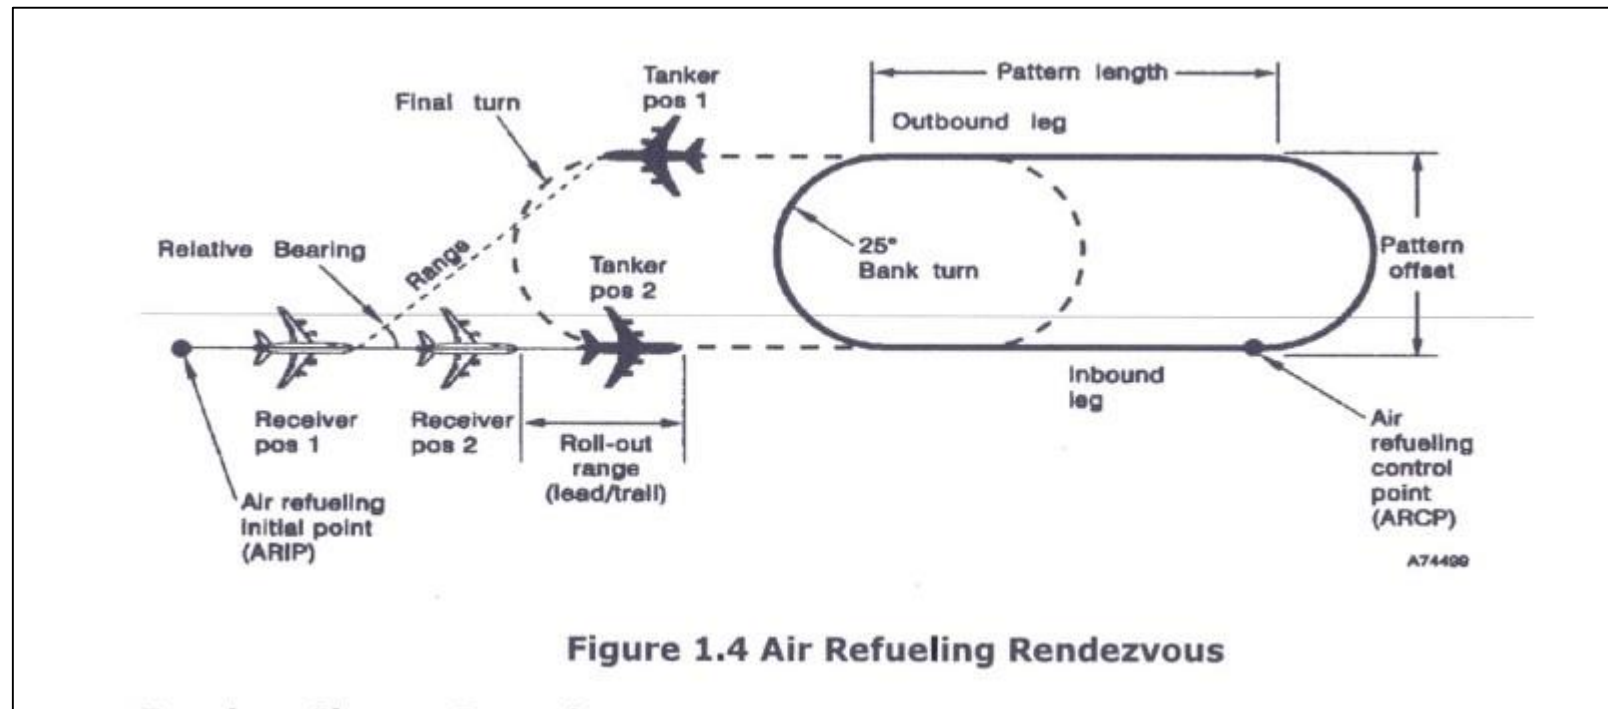 Tanker
pos 1
Pattern length
Final turn
Outbound leg
Relative Bearing
Range
25°
Bank turn
Pattern
offset
Tanker
pos 2
Inbound
leg
Receiver
pos 1
Receiver
pos 2
Roll-out
range
(lead/trail)
Air
refueling
control
point
(ARCP)
Air refueling
initial point
(ARIP)
A74499
Figure 1.4 Air Refueling Rendezvous